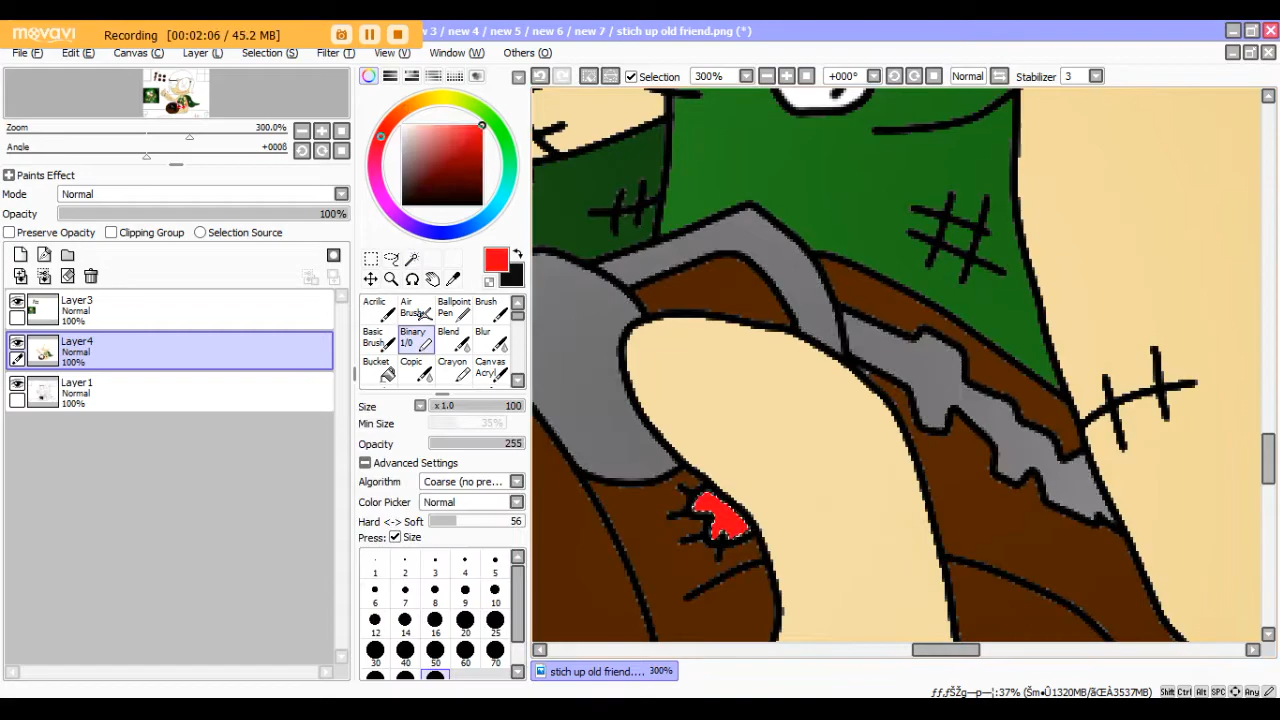 movavi Recording [00:02:06 / 45.2 MB] w 3 / new 4 / new 5 / new 6 / new 7 / stich up old friend.png (*)
File (F) Edit (E) Canvas (C) Layer (L) Selection (S) Filter (T) View (V) Window (W) Others (O)
Selection 300% +000° Normal Stabilizer 3
Zoom 300.0%
Angle +000ß
Paints Effect
Mode Normal
Opacity 100%
Preserve Opacity Clipping Group Selection Source
Layer3
Normal
100%
Layer4
Normal
100%
Layer1
Normal
100%
Acrilic Air Brush Ballpoint Pen Brush
Basic Brush Binary 1/0 Blend Blur
Bucket Copic Crayon Canvas Acryl
Size x 1.0 100
Min Size 35%
Opacity 255
Advanced Settings
Algorithm Coarse (no pre...
Color Picker Normal
Hard <-> Soft 56
Press: Size
1 2 3 4 5
6 7 8 9 10
12 14 16 20 25
30 40 50 60 70
stich up old friend.... 300%
Shift Ctrl Alt SPC Any